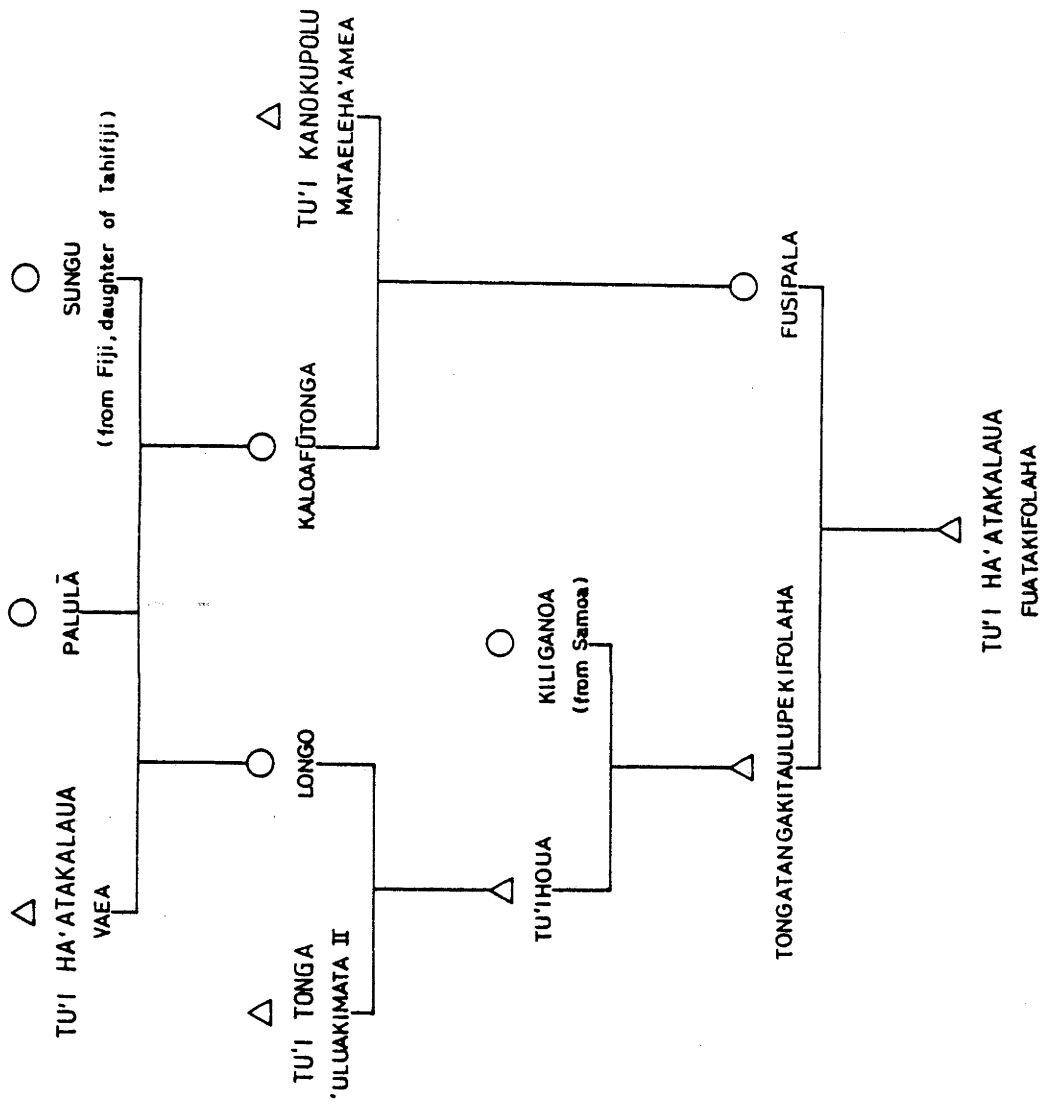 TU'I HA'ATAKALAUA
VAEA
PALULĀ
SUNGU
(from Fiji, daughter of Tahifiji)
TU'I TONGA
'ULUAKIMATA II
LONGO
KALOAFŪTONGA
TU'I KANOKUPOLU
MATAELEHA'AMEA
TU'IHOUA
KILIGANOA
(from Samoa)
TONGATANGAKITAULUPEKIFOLAHA
FUSIPALA
TU'I HA'ATAKALAUA
FUATAKIFOLAHA